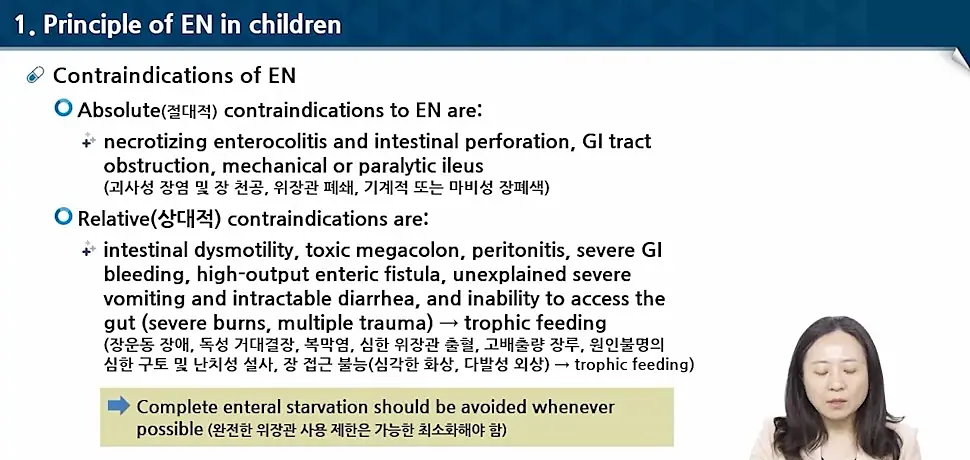 1. Principle of EN in children
Contraindications of EN
Absolute(절대적) contraindications to EN are:
necrotizing enterocolitis and intestinal perforation, GI tract
obstruction, mechanical or paralytic ileus
(괴사성 장염 및 장 천공, 위장관 폐쇄, 기계적 또는 마비성 장폐색)
Relative(상대적) contraindications are:
intestinal dysmotility, toxic megacolon, peritonitis, severe GI
bleeding, high-output enteric fistula, unexplained severe
vomiting and intractable diarrhea, and inability to access the
gut (severe burns, multiple trauma) → trophic feeding
(장운동 장애, 독성 거대결장, 복막염, 심한 위장관 출혈, 고배출량 장루, 원인불명의
심한 구토 및 난치성 설사, 장 접근 불능(심각한 화상, 다발성 외상) → trophic feeding)
Complete enteral starvation should be avoided whenever
possible (완전한 위장관 사용 제한은 가능한 최소화해야 함)